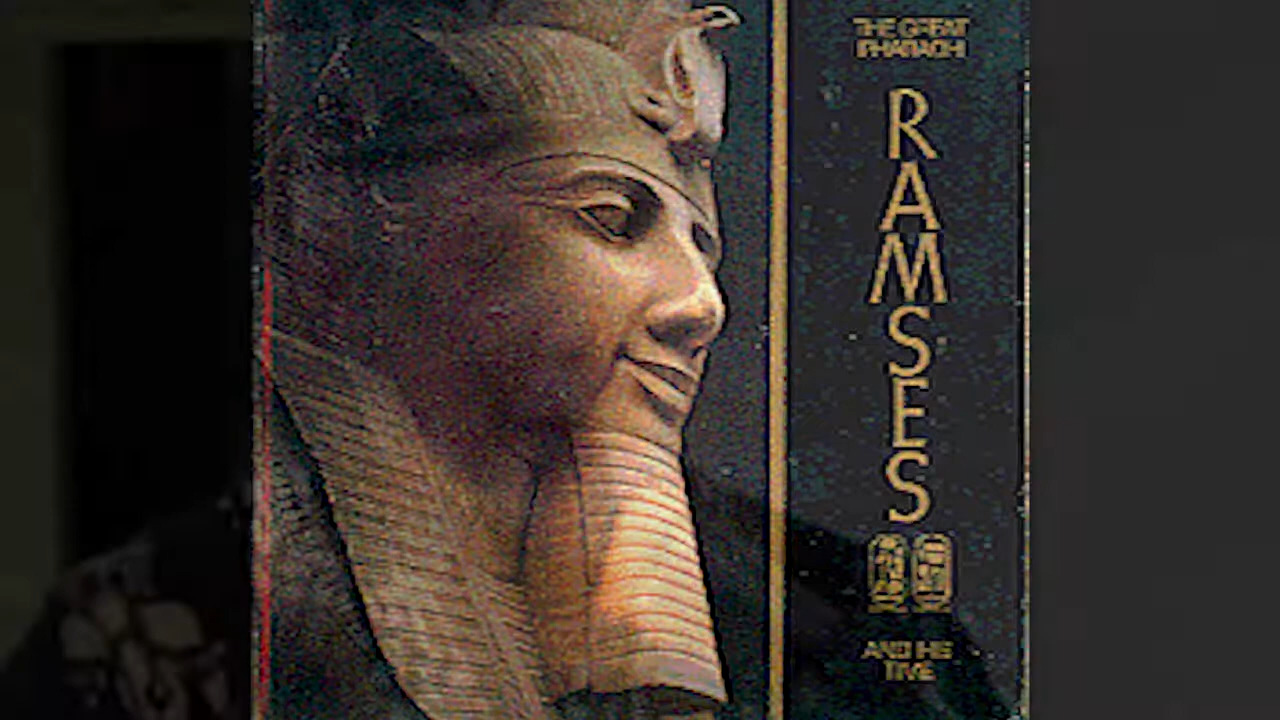 THE GREAT
PHARAOH
RAMSES
AND HIS
TIME